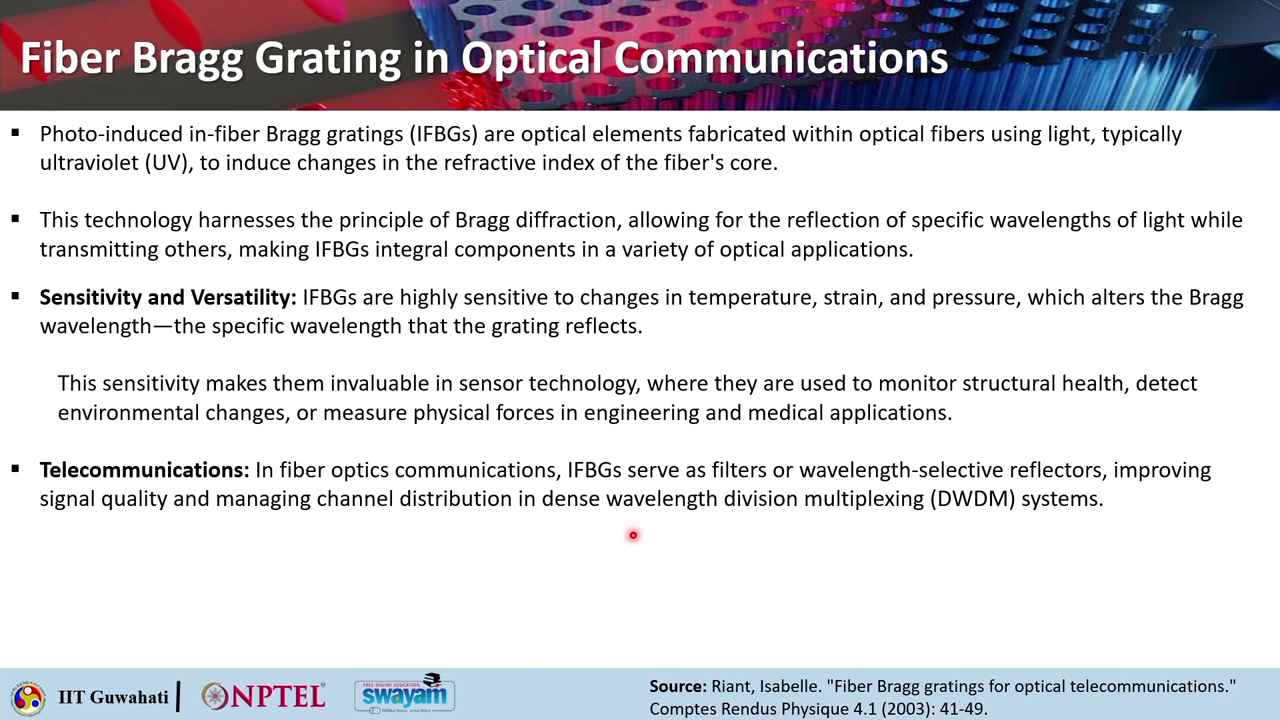 Fiber Bragg Grating in Optical Communications
▪ Photo-induced in-fiber Bragg gratings (IFBGs) are optical elements fabricated within optical fibers using light, typically
ultraviolet (UV), to induce changes in the refractive index of the fiber's core.
▪ This technology harnesses the principle of Bragg diffraction, allowing for the reflection of specific wavelengths of light while
transmitting others, making IFBGs integral components in a variety of optical applications.
▪ Sensitivity and Versatility: IFBGs are highly sensitive to changes in temperature, strain, and pressure, which alters the Bragg
wavelength—the specific wavelength that the grating reflects.
This sensitivity makes them invaluable in sensor technology, where they are used to monitor structural health, detect
environmental changes, or measure physical forces in engineering and medical applications.
▪ Telecommunications: In fiber optics communications, IFBGs serve as filters or wavelength-selective reflectors, improving
signal quality and managing channel distribution in dense wavelength division multiplexing (DWDM) systems.
IIT Guwahati
NPTEL
FREE ONLINE EDUCATION
swayam
Source: Riant, Isabelle. "Fiber Bragg gratings for optical telecommunications."
Comptes Rendus Physique 4.1 (2003): 41-49.